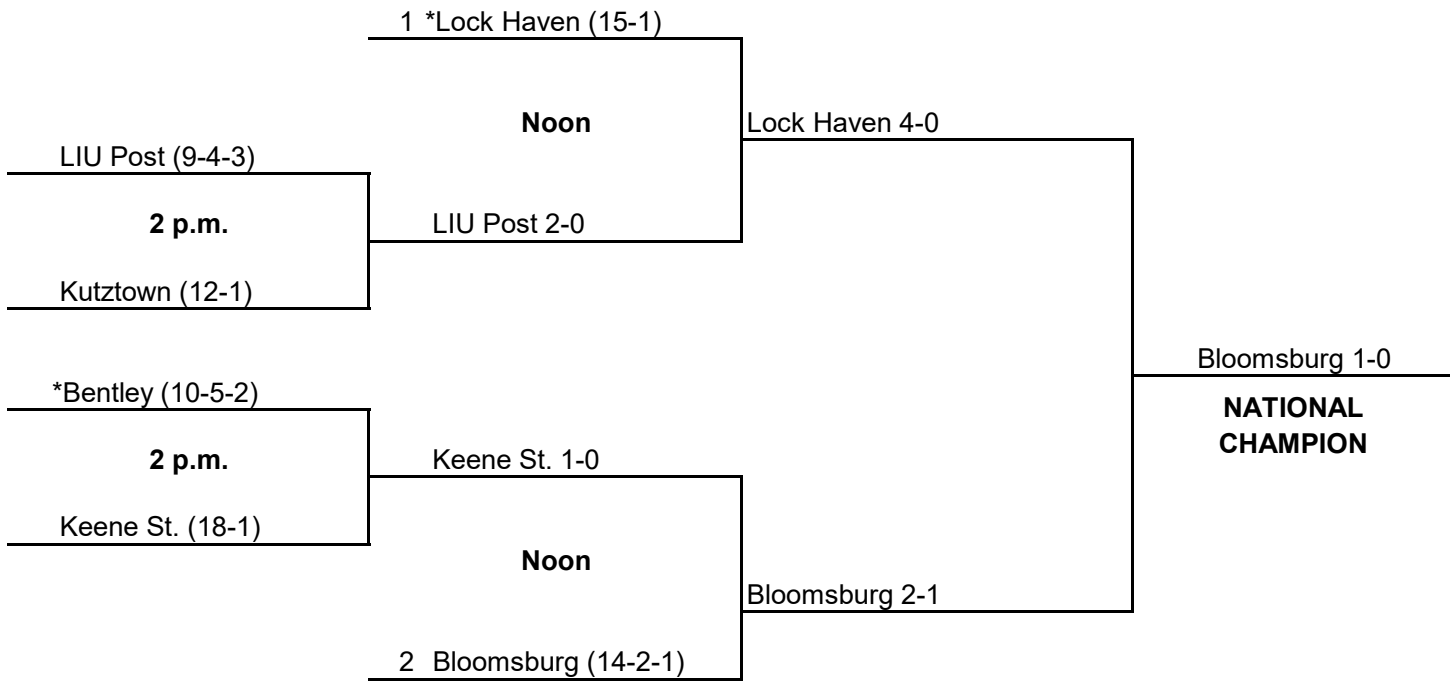 1 *Lock Haven (15-1)
Noon
Lock Haven 4-0
LIU Post (9-4-3)
2 p.m.
LIU Post 2-0
Kutztown (12-1)
Bloomsburg 1-0
*Bentley (10-5-2)
NATIONAL
CHAMPION
2 p.m.
Keene St. 1-0
Keene St. (18-1)
Noon
Bloomsburg 2-1
2 Bloomsburg (14-2-1)